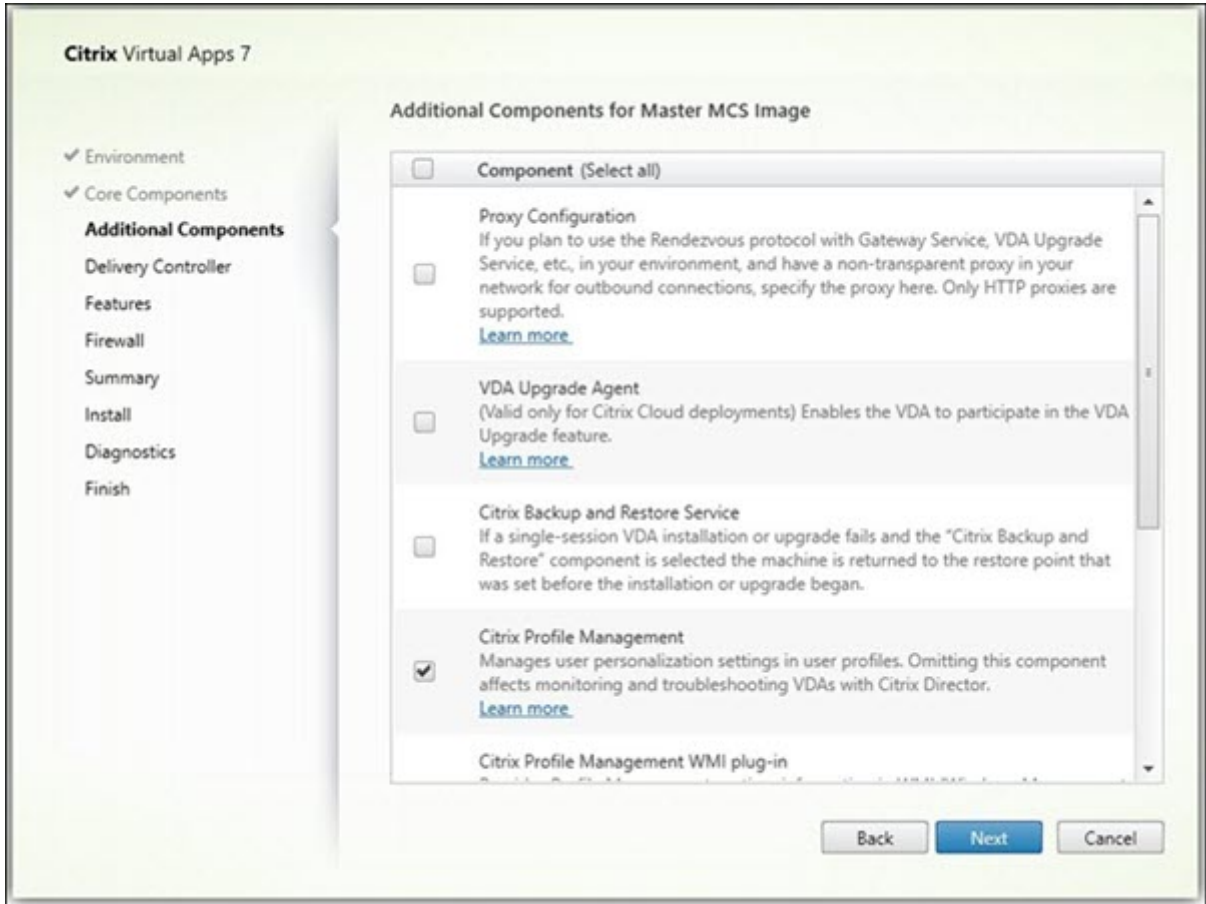 Citrix Virtual Apps 7
Additional Components for Master MCS Image
Environment
Core Components
Additional Components
Delivery Controller
Features
Firewall
Summary
Install
Diagnostics
Finish
Component (Select all)
Proxy Configuration
If you plan to use the Rendezvous protocol with Gateway Service, VDA Upgrade
Service, etc., in your environment, and have a non-transparent proxy in your
network for outbound connections, specify the proxy here. Only HTTP proxies are
supported.
Learn more
VDA Upgrade Agent
(Valid only for Citrix Cloud deployments) Enables the VDA to participate in the VDA
Upgrade feature.
Learn more
Citrix Backup and Restore Service
If a single-session VDA installation or upgrade fails and the “Citrix Backup and
Restore” component is selected the machine is returned to the restore point that
was set before the installation or upgrade began.
Citrix Profile Management
Manages user personalization settings in user profiles. Omitting this component
affects monitoring and troubleshooting VDAs with Citrix Director.
Learn more
Citrix Profile Management WMI plug-in
Back
Next
Cancel